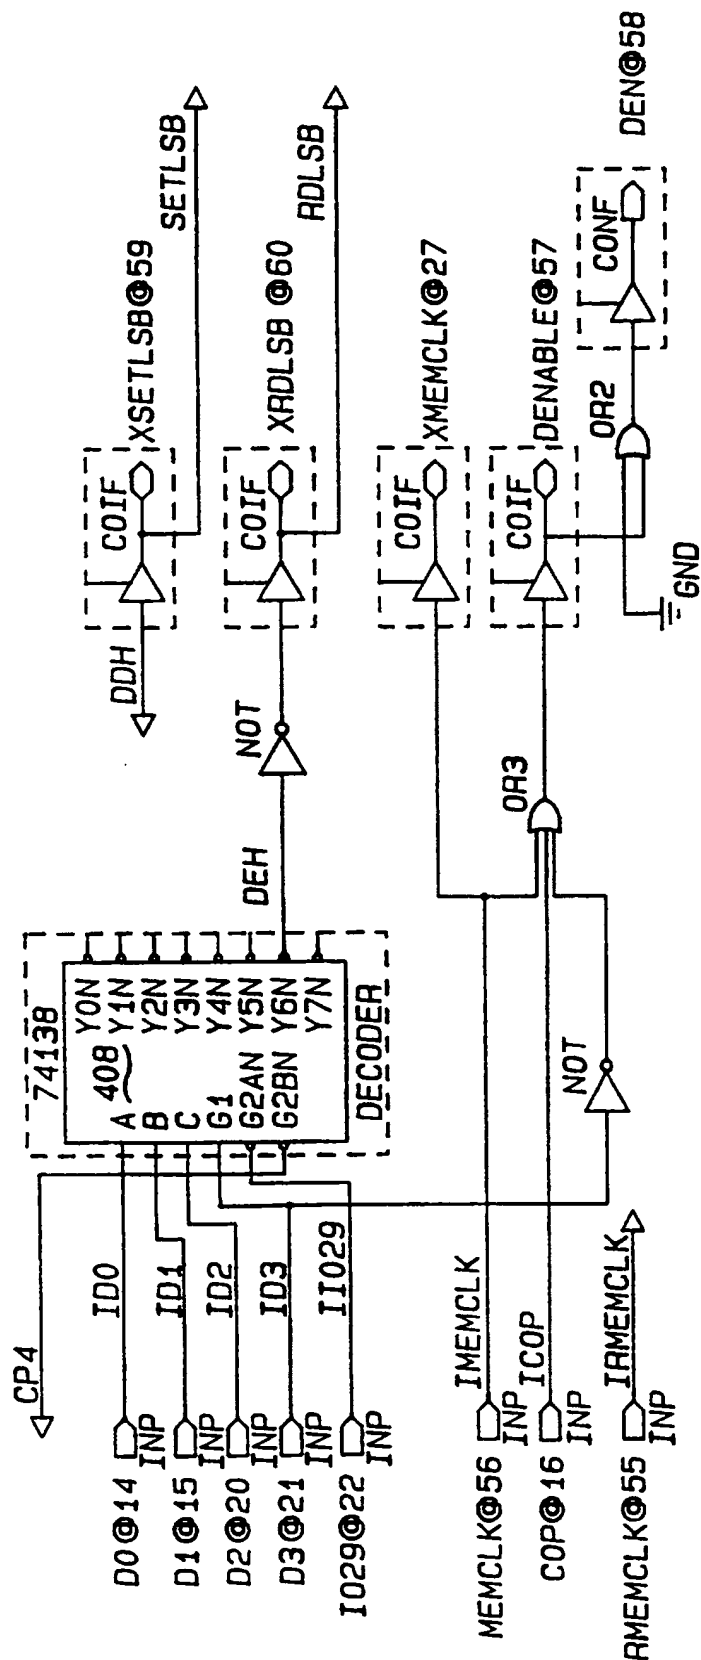 CP4
74138
408
A Y0N
B Y1N
C Y2N
G1 Y3N
G2AN Y4N
G2BN Y5N
Y6N
Y7N
DECODER
D0@14 INP ID0
D1@15 INP ID1
D2@20 INP ID2
D3@21 INP ID3
IO29@22 INP IIO29
DEH
NOT
DDH
COIF
XSETLSB@59
SETLSB
COIF
XRDLSB @60
RDLSB
MEMCLK@56 INP IMEMCLK
COP@16 INP ICOP
RMEMCLK@55 INP IRMEMCLK
NOT
OR3
COIF
XMEMCLK@27
COIF
DENABLE@57
GND
OR2
CONF
DEN@58